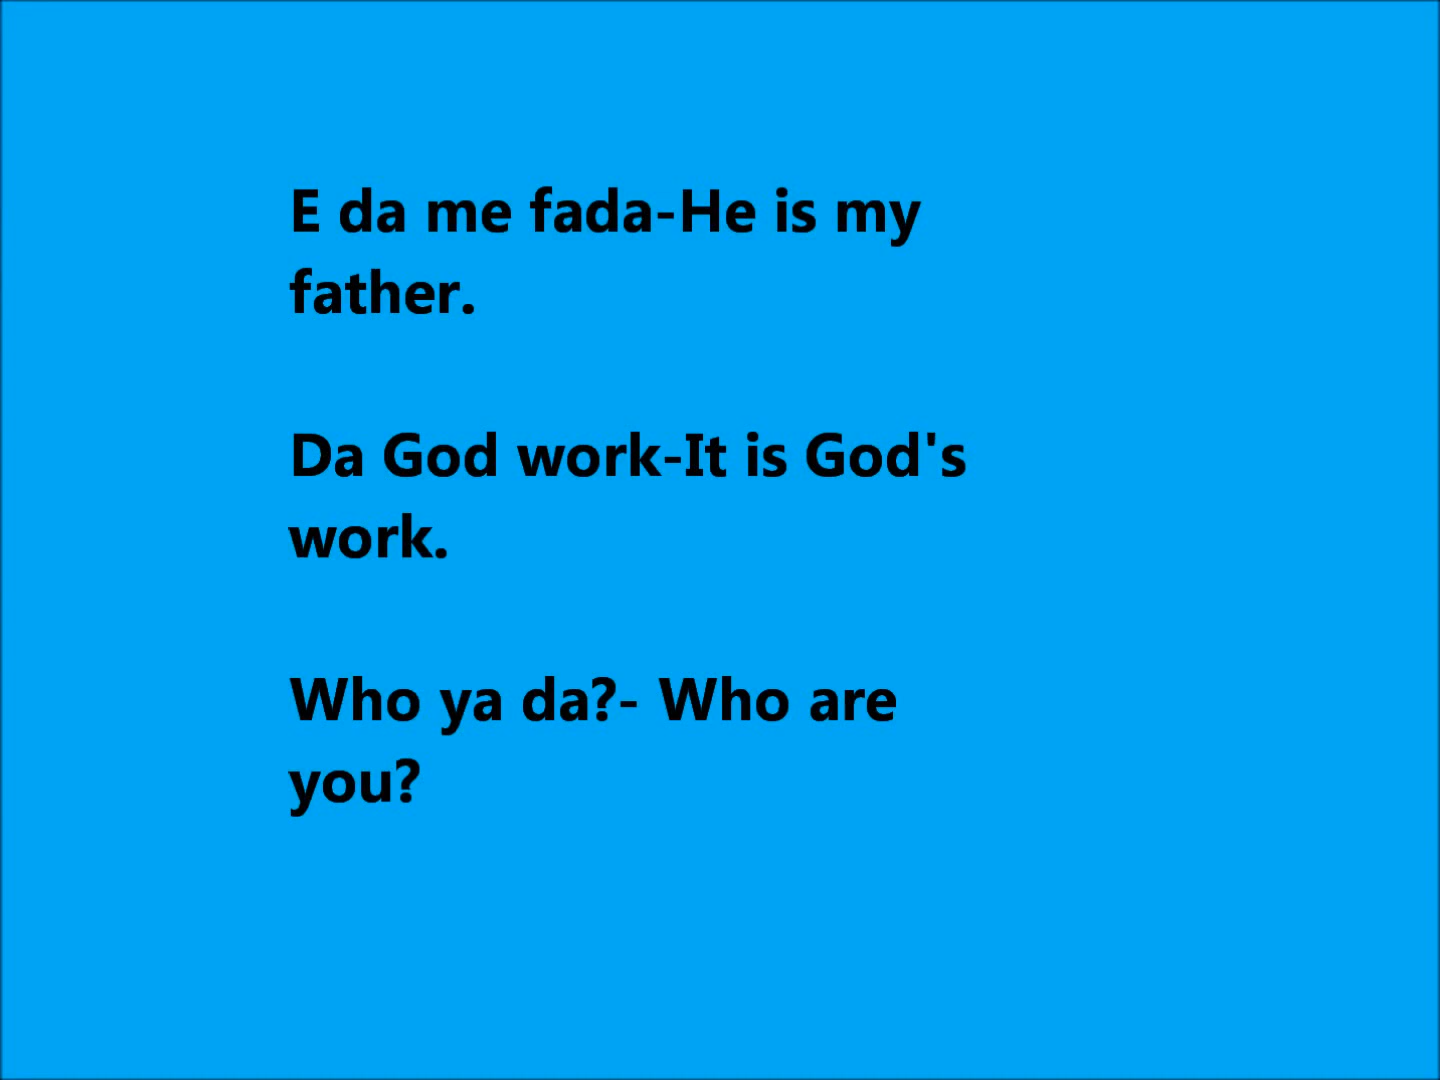 E da me fada-He is my
father.
Da God work-It is God's
work.
Who ya da?- Who are
you?